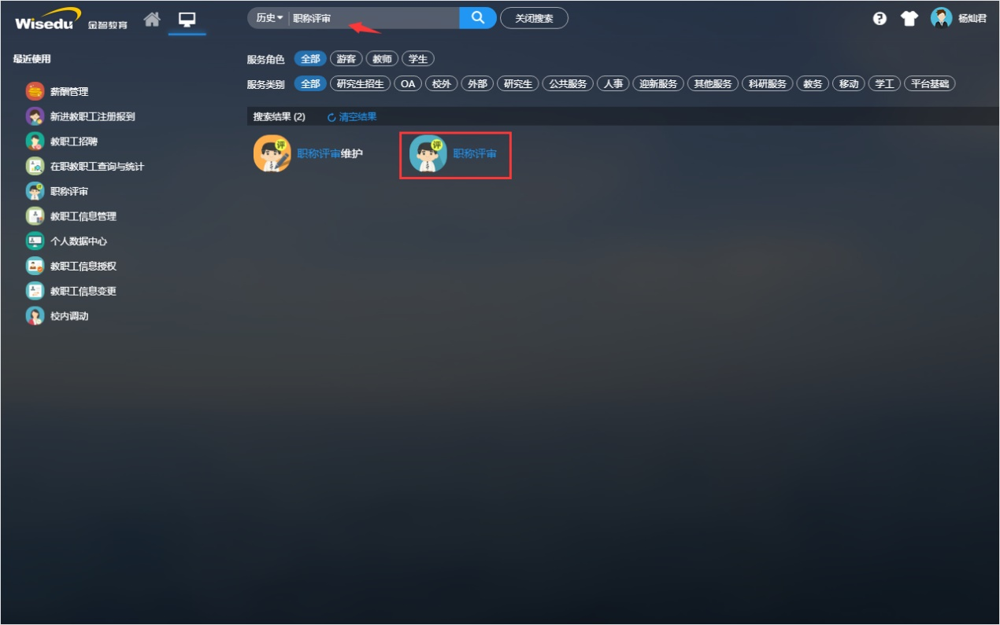 Wisedu 金智教育 历史 职称评审 关闭搜索 杨灿君
最近使用
薪酬管理
新进教职工注册报到
教职工招聘
在职教职工查询与统计
职称评审
教职工信息管理
个人数据中心
教职工信息授权
教职工信息变更
校内调动
服务角色 全部 游客 教师 学生
服务类别 全部 研究生招生 OA 校外 外部 研究生 公共服务 人事 迎新服务 其他服务 科研服务 教务 移动 学工 平台基础
搜索结果 (2) 清空结果
评 职称评审维护 评 职称评审